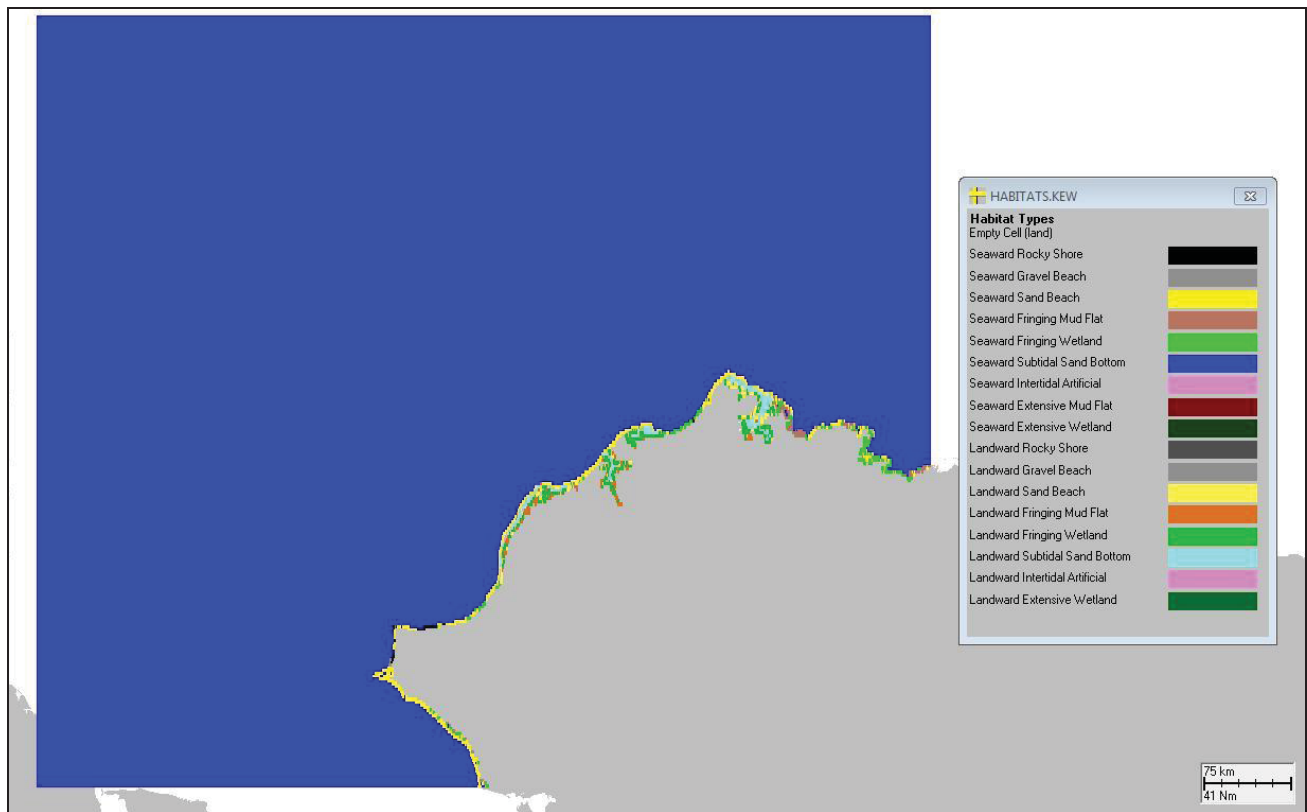 HABITATS.KEW
Habitat Types
Empty Cell (land)
Seaward Rocky Shore
Seaward Gravel Beach
Seaward Sand Beach
Seaward Fringing Mud Flat
Seaward Fringing Wetland
Seaward Subtidal Sand Bottom
Seaward Intertidal Artificial
Seaward Extensive Mud Flat
Seaward Extensive Wetland
Landward Rocky Shore
Landward Gravel Beach
Landward Sand Beach
Landward Fringing Mud Flat
Landward Fringing Wetland
Landward Subtidal Sand Bottom
Landward Intertidal Artificial
Landward Extensive Wetland
75 km
41 Nm